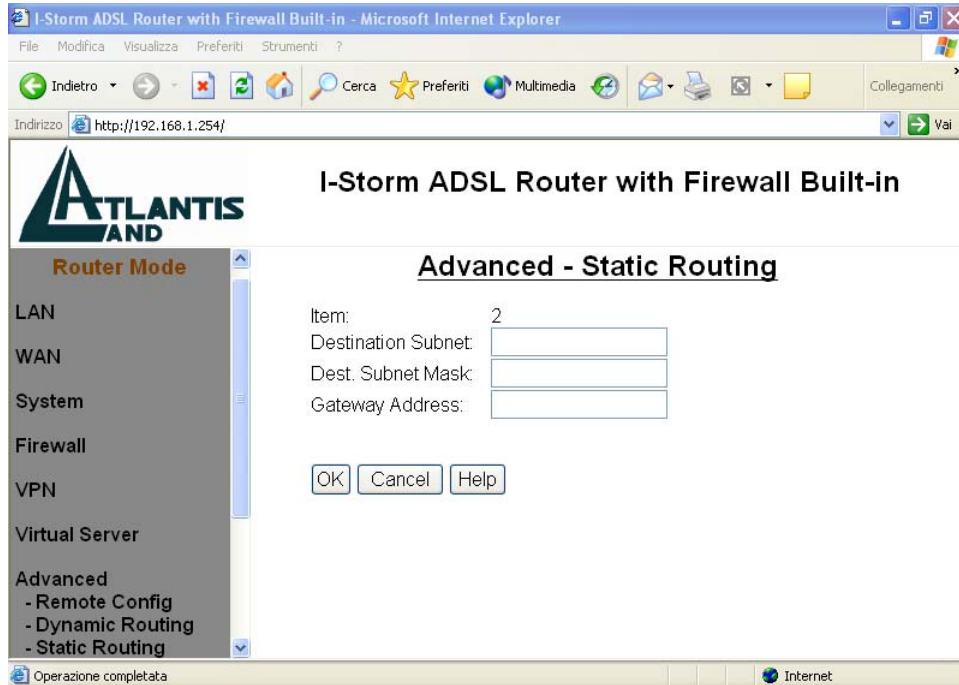 I-Storm ADSL Router with Firewall Built-in - Microsoft Internet Explorer
File Modifica Visualizza Preferiti Strumenti ?
Indietro Cerca Preferiti Multimedia Collegamenti
Indirizzo http://192.168.1.254/ Vai
ATLANTIS
LAND
I-Storm ADSL Router with Firewall Built-in
Router Mode
LAN
WAN
System
Firewall
VPN
Virtual Server
Advanced
- Remote Config
- Dynamic Routing
- Static Routing
Advanced - Static Routing
Item: 2
Destination Subnet:
Dest. Subnet Mask:
Gateway Address:
OK Cancel Help
Operazione completata Internet